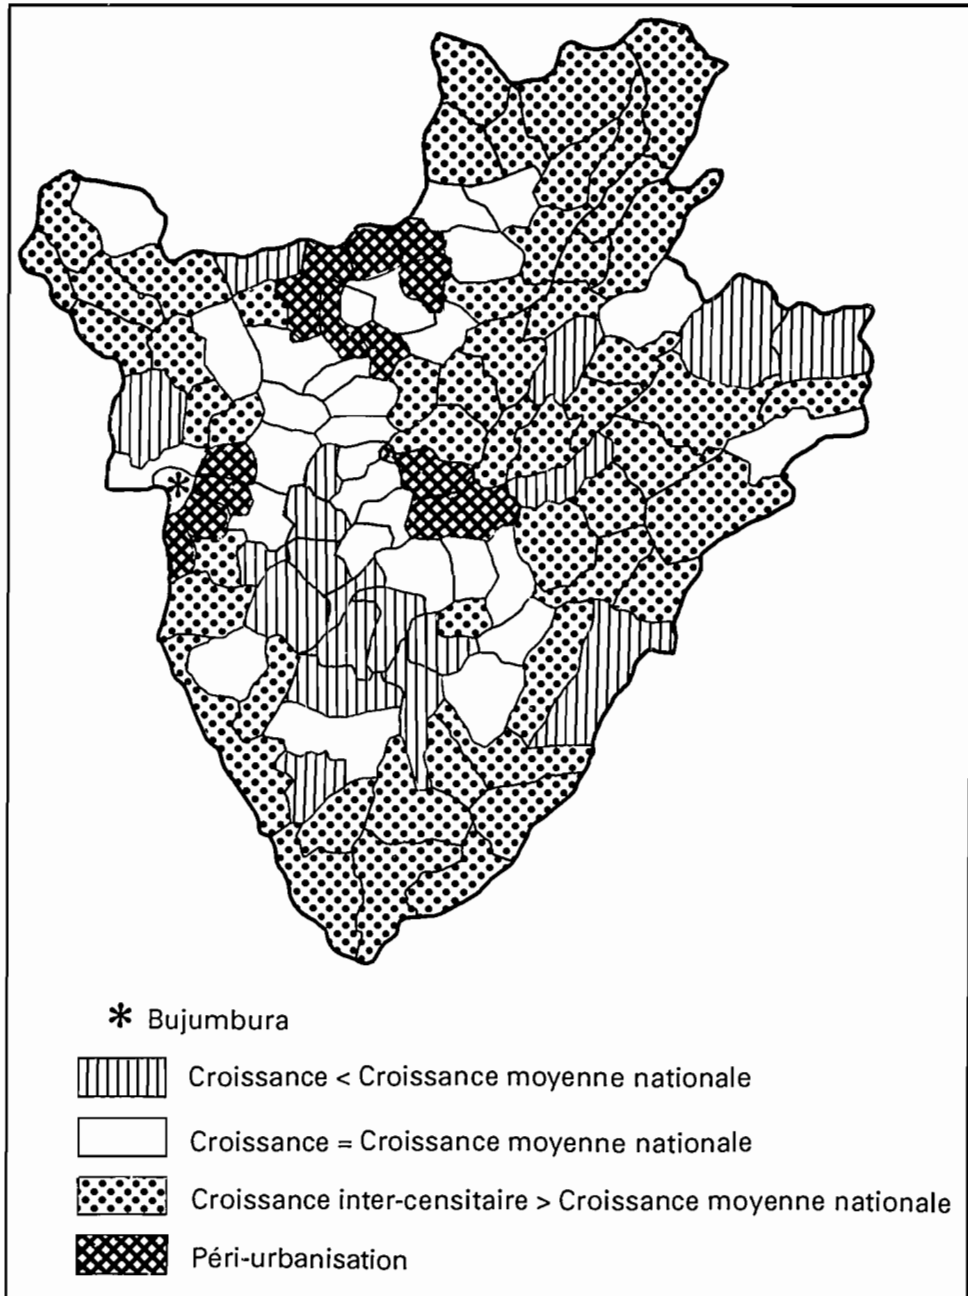 * Bujumbura
Croissance < Croissance moyenne nationale
Croissance = Croissance moyenne nationale
Croissance inter-censitaire > Croissance moyenne nationale
Péri-urbanisation